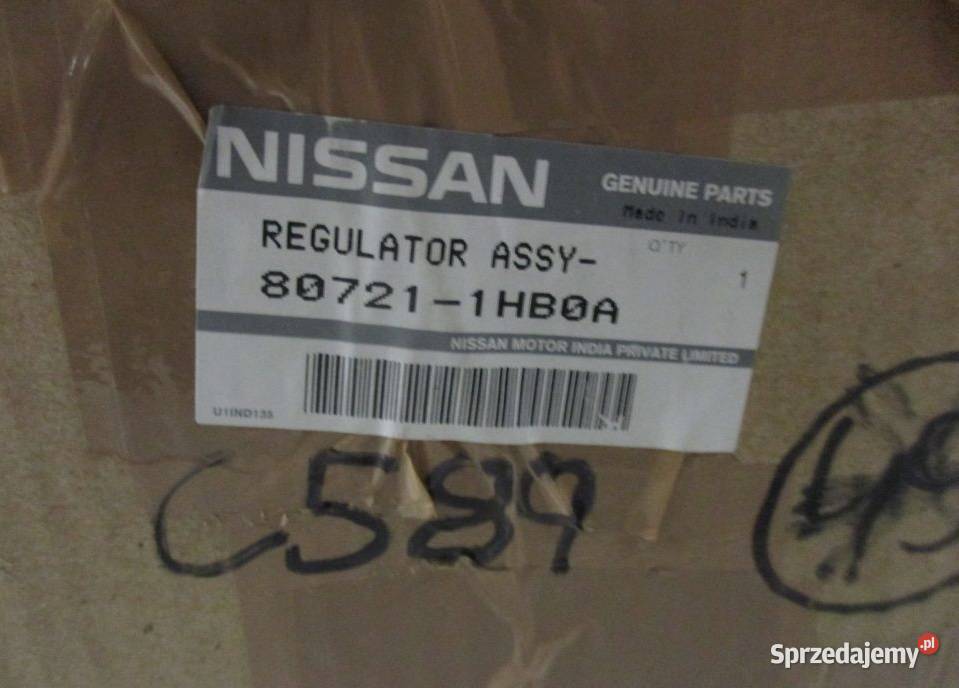 NISSAN
GENUINE PARTS
Made in India
REGULATOR ASSY-
Q'TY
80721-1HB0A
1
NISSAN MOTOR INDIA PRIVATE LIMITED
U1IND135
C589
49
Sprzedajemy.pl